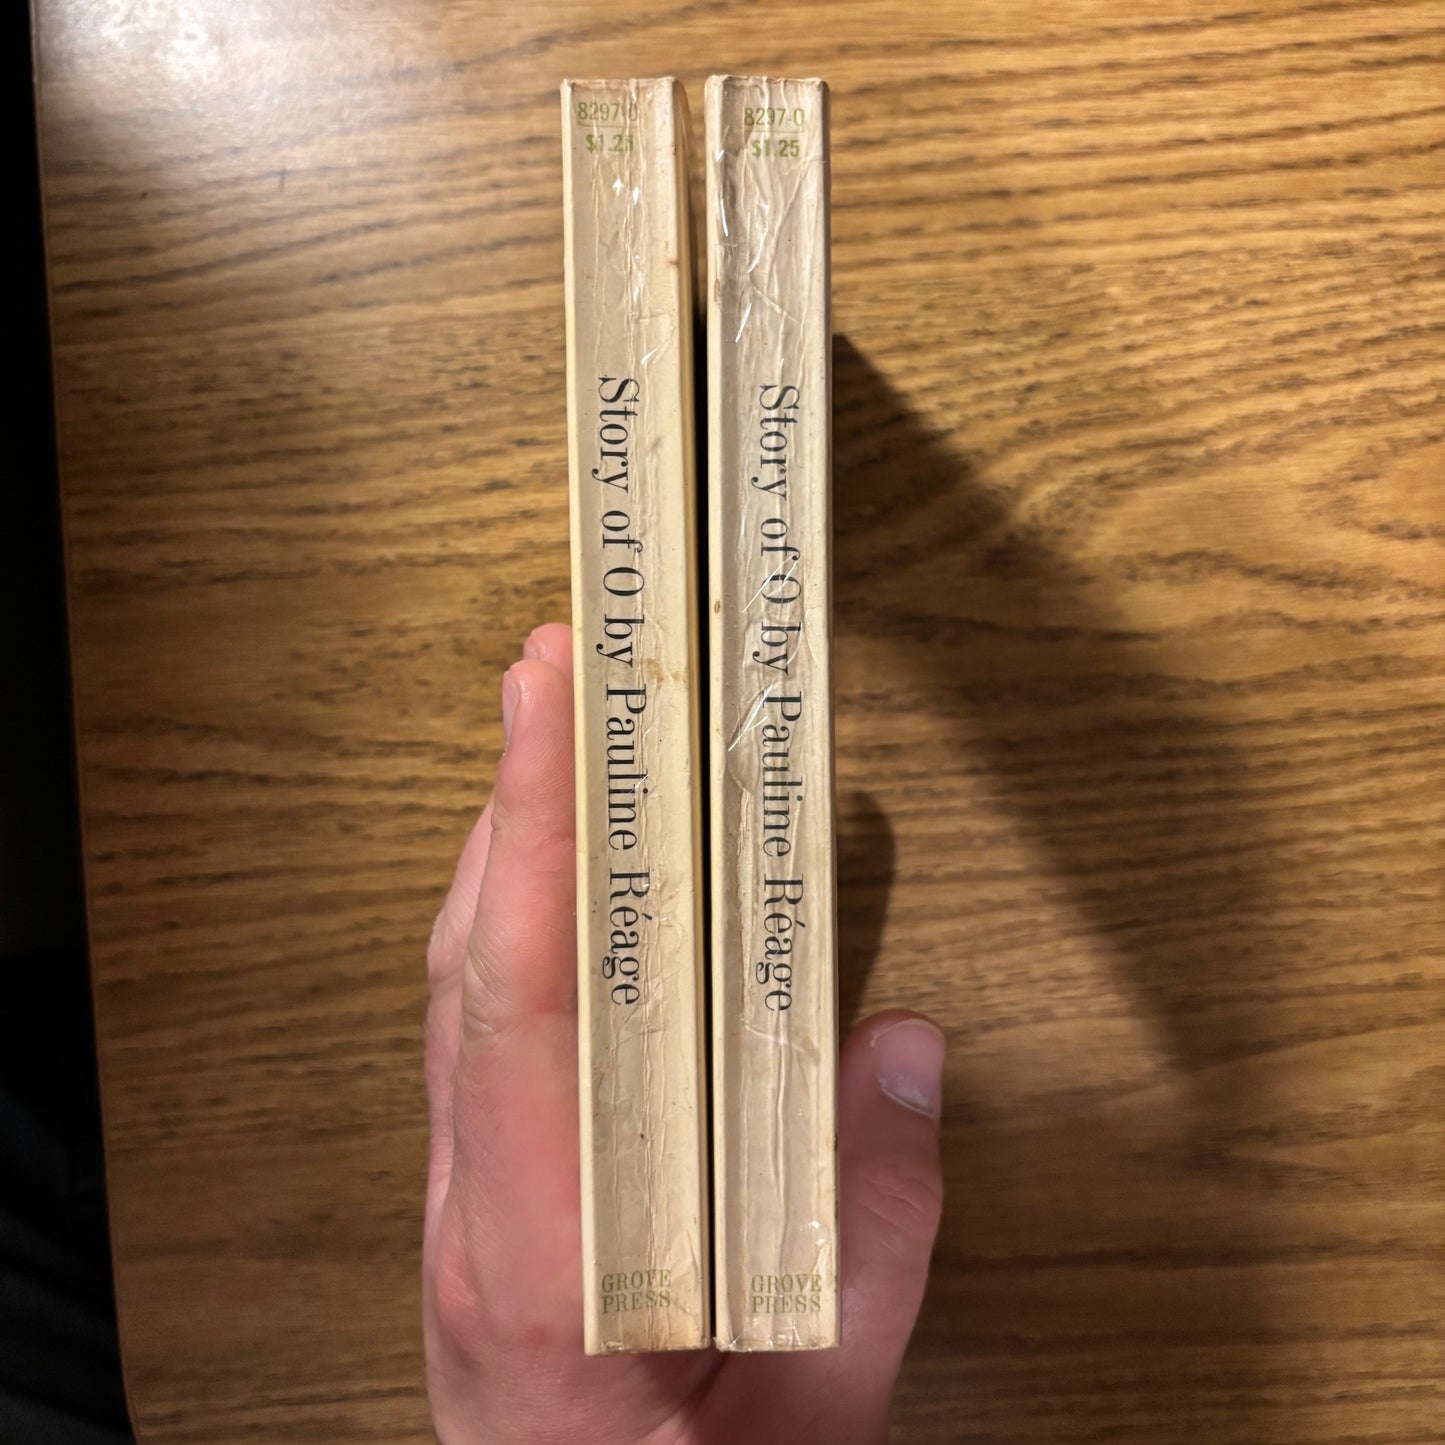 8297-0
$1.25
Story of O by Pauline Réage
GROVE
PRESS
8297-0
$1.25
Story of O by Pauline Réage
GROVE
PRESS